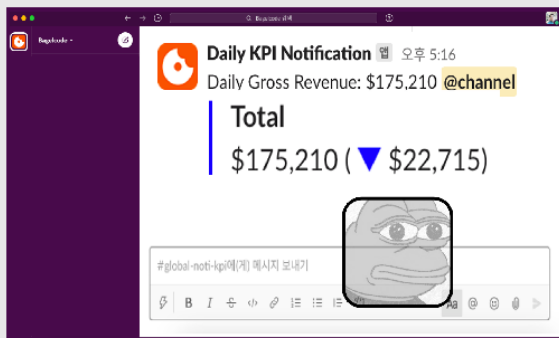 Bagelcode
Daily KPI Notification 앱 오후 5:16
Daily Gross Revenue: $175,210 @channel
Total
$175,210 ( ▼ $22,715)
#global-noti-kpi에(게) 메시지 보내기
B I S </> Aa @